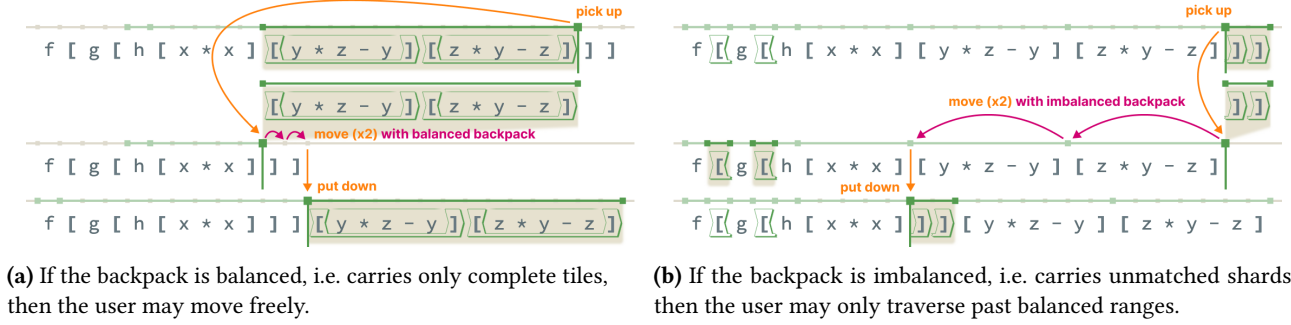 pick up
f [ g [ h [ x * x ] [ ( y * z - y ] ) [ ( z * y - z ] ) ] ]
[ ( y * z - y ] ) [ ( z * y - z ] )
move (x2) with balanced backpack
f [ g [ h [ x * x ] ] ]
put down
f [ g [ h [ x * x ] ] ] [ ( y * z - y ] ) [ ( z * y - z ] )
(a) If the backpack is balanced, i.e. carries only complete tiles,
then the user may move freely.
pick up
f [ g [ h [ x * x ] [ y * z - y ] [ z * y - z ] ] ]
] ]
move (x2) with imbalanced backpack
f [ g [ h [ x * x ] [ y * z - y ] [ z * y - z ]
put down
f [ g [ h [ x * x ] ] ] [ y * z - y ] [ z * y - z ]
(b) If the backpack is imbalanced, i.e. carries unmatched shards
then the user may only traverse past balanced ranges.